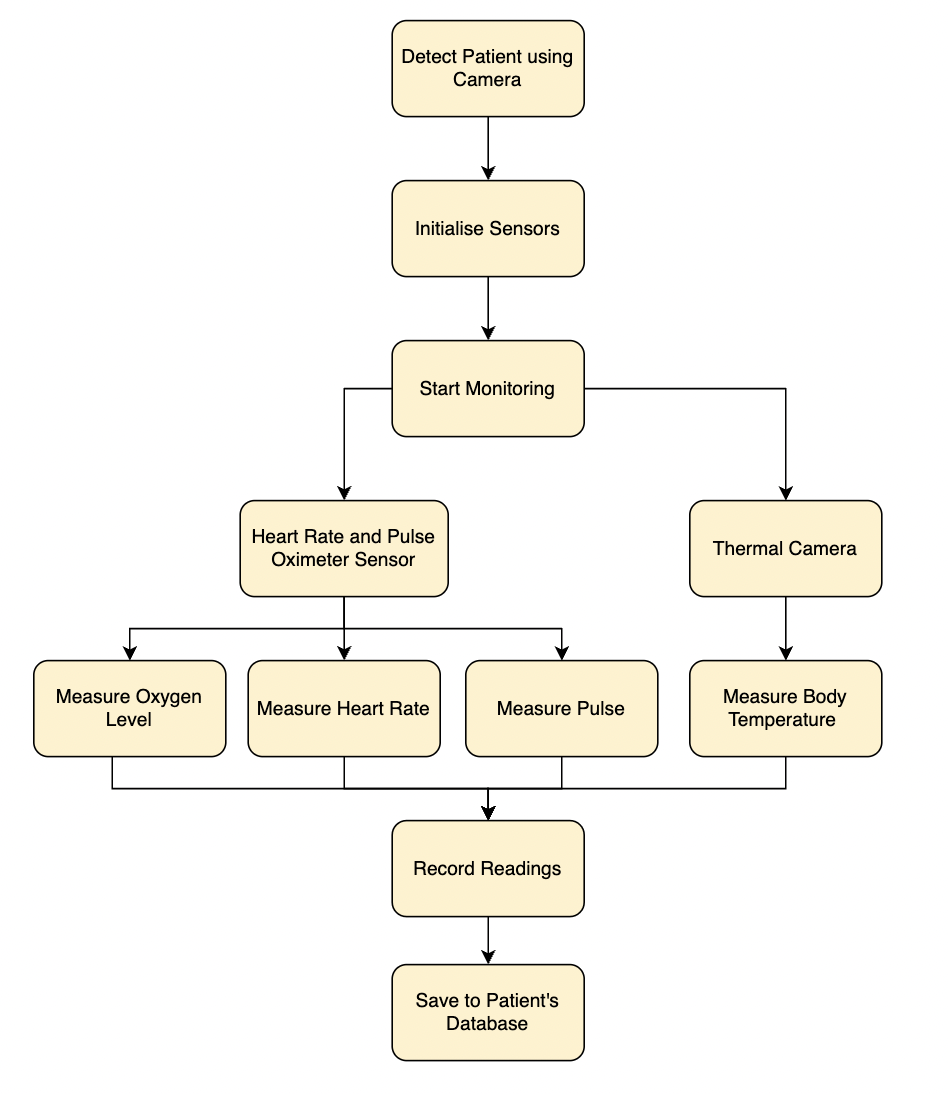 Detect Patient using
Camera
Initialise Sensors
Start Monitoring
Heart Rate and Pulse
Oximeter Sensor
Thermal Camera
Measure Oxygen
Level
Measure Heart Rate
Measure Pulse
Measure Body
Temperature
Record Readings
Save to Patient's
Database